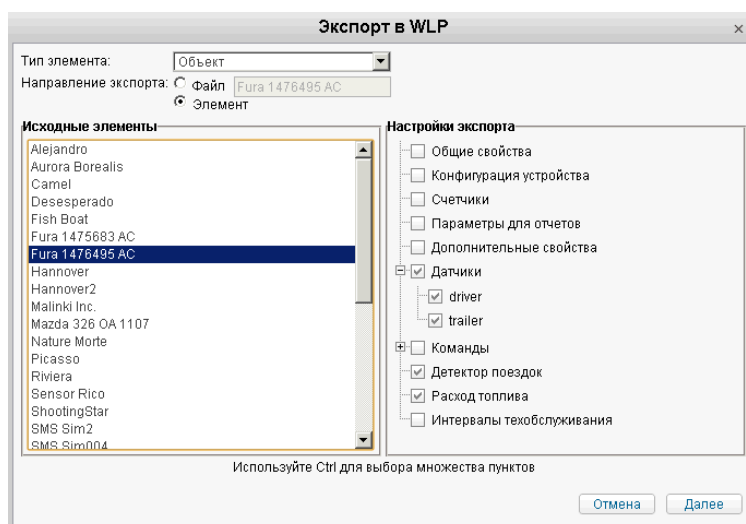 Экспорт в WLP
Тип элемента: Объект
Направление экспорта: Файл Fura 1476495 AC
Элемент
Исходные элементы
Alejandro
Aurora Borealis
Camel
Desesperado
Fish Boat
Fura 1475683 AC
Fura 1476495 AC
Hannover
Hannover2
Malinki Inc.
Mazda 326 OA 1107
Nature Morte
Picasso
Riviera
Sensor Rico
ShootingStar
SMS Sim2
SMS Sim004
Настройки экспорта
Общие свойства
Конфигурация устройства
Счетчики
Параметры для отчетов
Дополнительные свойства
Датчики
driver
trailer
Команды
Детектор поездок
Расход топлива
Интервалы техобслуживания
Используйте Ctrl для выбора множества пунктов
Отмена Далее